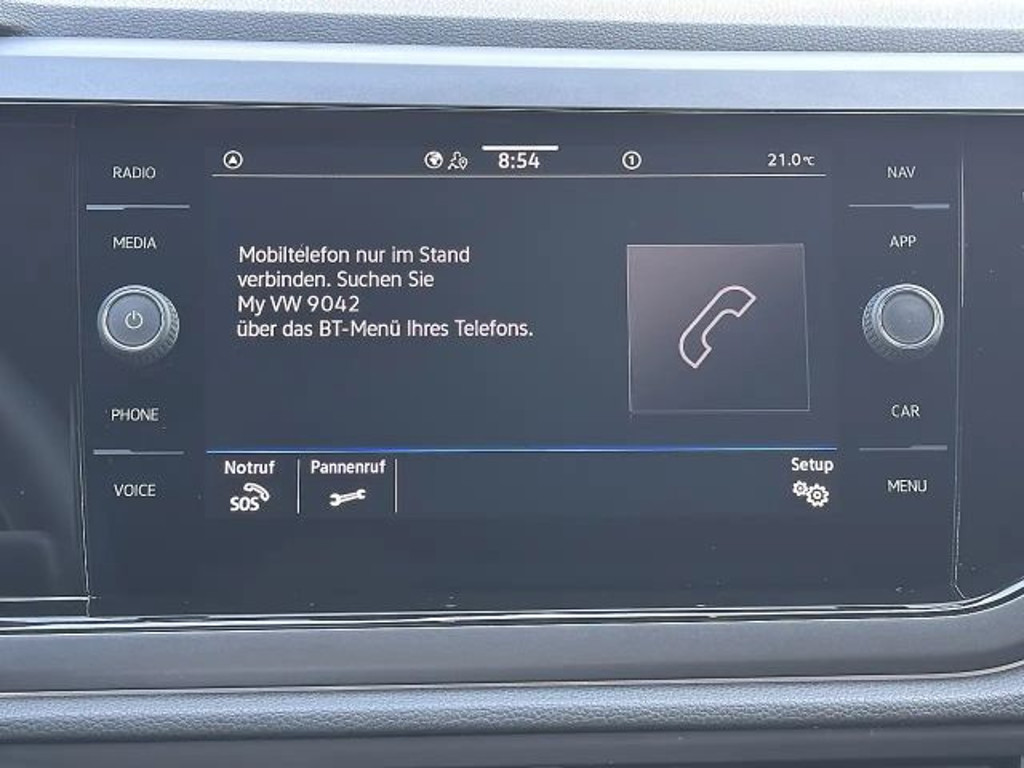 RADIO
8:54
1
21.0°C
NAV
MEDIA
APP
Mobiltelefon nur im Stand
verbinden. Suchen Sie
My VW 9042
über das BT-Menü Ihres Telefons.
PHONE
CAR
Notruf
Pannenruf
Setup
VOICE
SOS
MENU